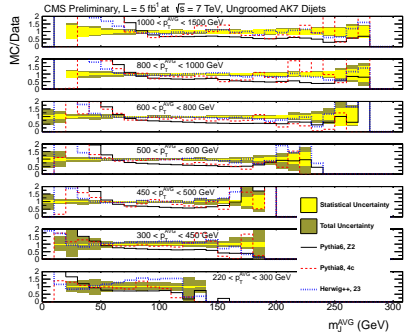 CMS Preliminary, L = 5 fb¹ at √s = 7 TeV, Ungroomed AK7 Dijets
MC/Data
1000 < p_T^AVG < 1500 GeV
800 < p_T^AVG < 1000 GeV
600 < p_T^AVG < 800 GeV
500 < p_T^AVG < 600 GeV
450 < p_T^AVG < 500 GeV
300 < p_T^AVG < 450 GeV
220 < p_T^AVG < 300 GeV
Statistical Uncertainty
Total Uncertainty
Pythia6, Z2
Pythia8, 4c
Herwig++, 23
0 50 100 150 200 250 300
m_J^AVG (GeV)